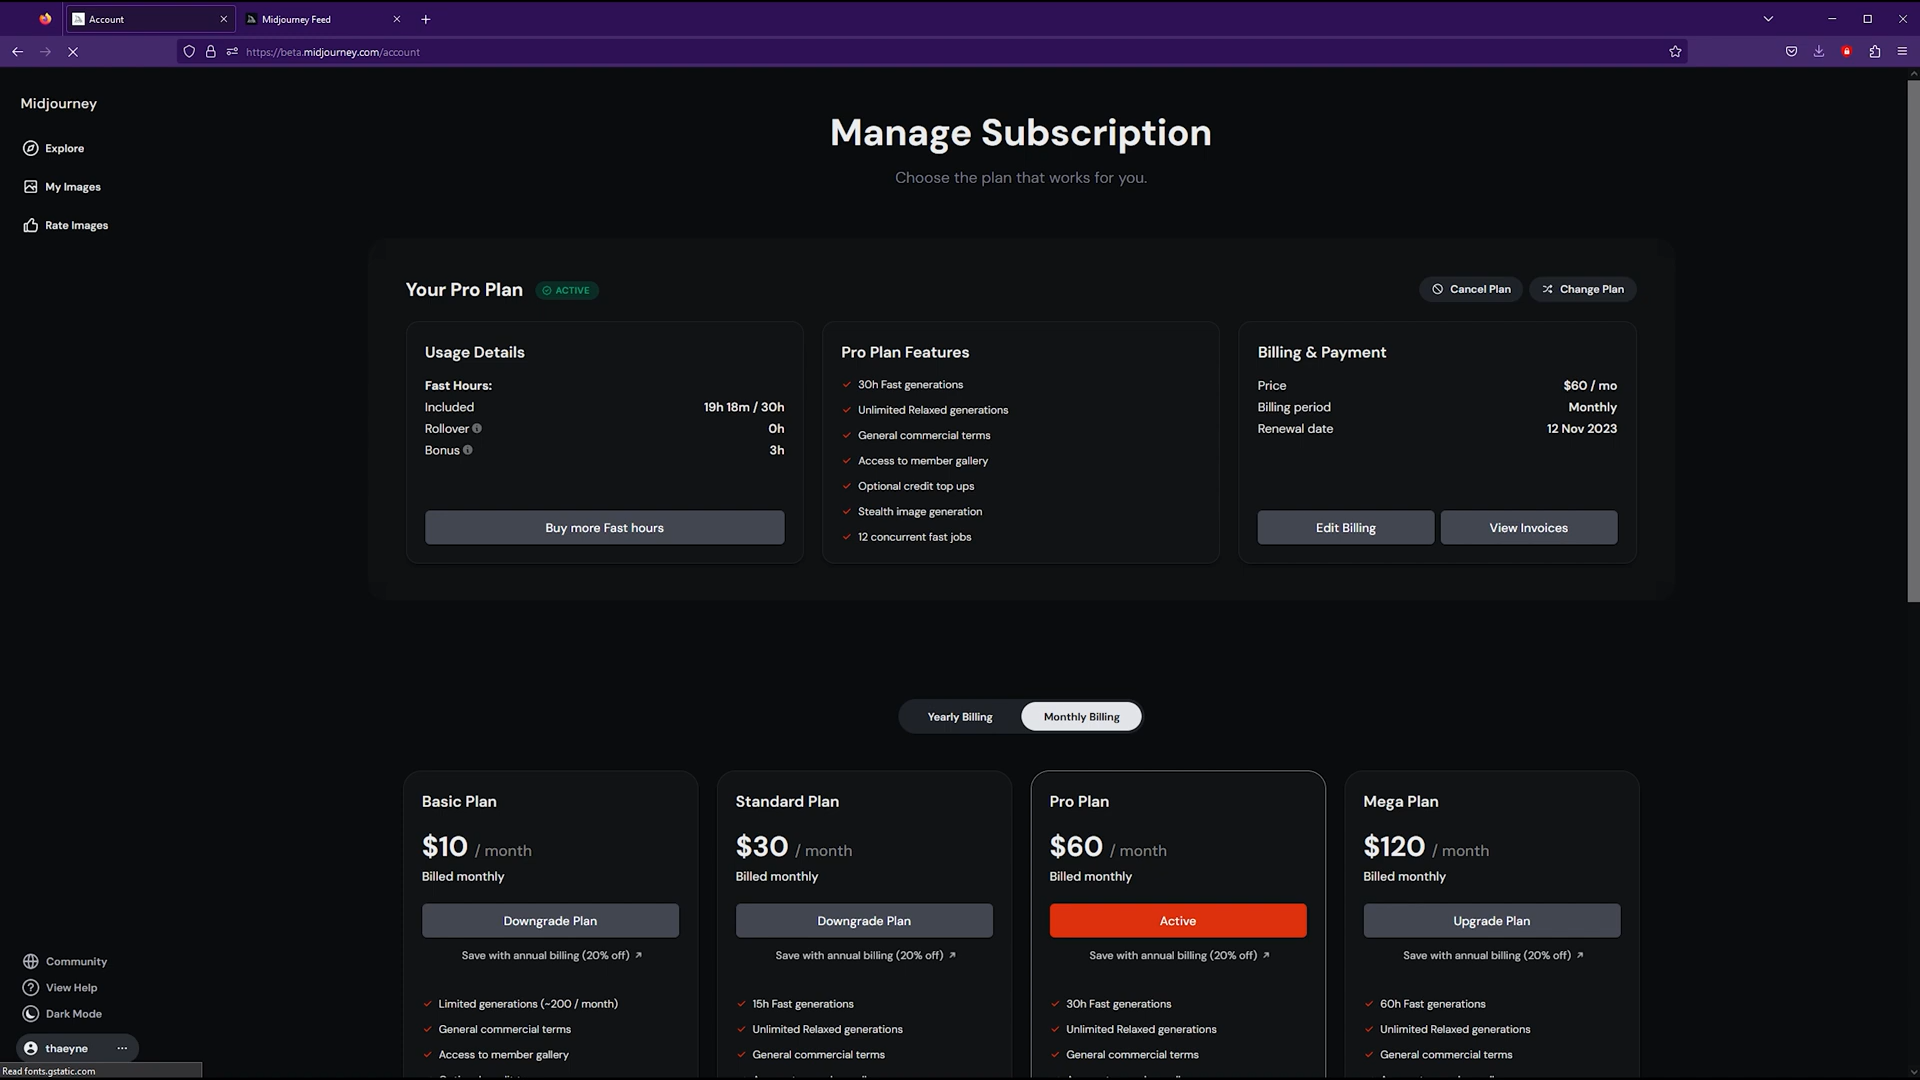 Account
Midjourney Feed
https://beta.midjourney.com/account
Midjourney
Explore
My Images
Rate Images
Manage Subscription
Choose the plan that works for you.
Your Pro Plan
ACTIVE
Cancel Plan
Change Plan
Usage Details
Fast Hours:
Included 19h 18m / 30h
Rollover 0h
Bonus 3h
Buy more Fast hours
Pro Plan Features
30h Fast generations
Unlimited Relaxed generations
General commercial terms
Access to member gallery
Optional credit top ups
Stealth image generation
12 concurrent fast jobs
Billing & Payment
Price $60 / mo
Billing period Monthly
Renewal date 12 Nov 2023
Edit Billing
View Invoices
Yearly Billing
Monthly Billing
Basic Plan
$10 / month
Billed monthly
Downgrade Plan
Save with annual billing (20% off)
Limited generations (~200 / month)
General commercial terms
Access to member gallery
Standard Plan
$30 / month
Billed monthly
Downgrade Plan
Save with annual billing (20% off)
15h Fast generations
Unlimited Relaxed generations
General commercial terms
Pro Plan
$60 / month
Billed monthly
Active
Save with annual billing (20% off)
30h Fast generations
Unlimited Relaxed generations
General commercial terms
Mega Plan
$120 / month
Billed monthly
Upgrade Plan
Save with annual billing (20% off)
60h Fast generations
Unlimited Relaxed generations
General commercial terms
Community
View Help
Dark Mode
thaeyne
Read fonts.gstatic.com